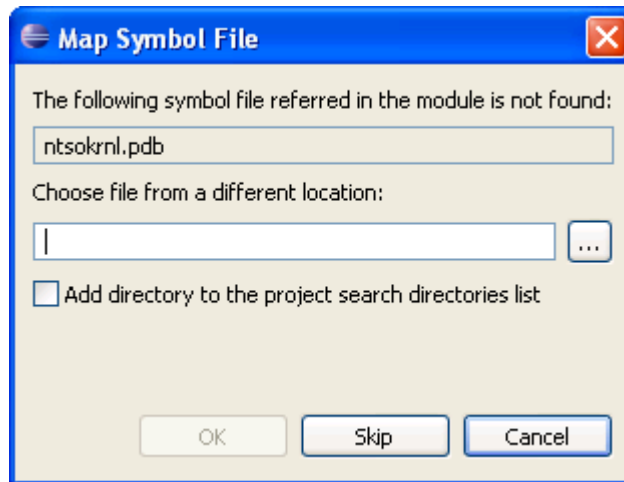 Map Symbol File
The following symbol file referred in the module is not found:
ntsokrnl.pdb
Choose file from a different location:
...
Add directory to the project search directories list
OK
Skip
Cancel